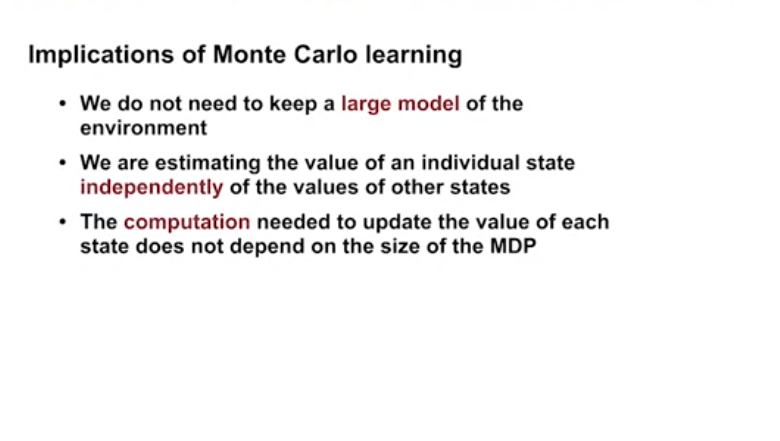 Implications of Monte Carlo learning
• We do not need to keep a large model of the
environment
• We are estimating the value of an individual state
independently of the values of other states
• The computation needed to update the value of each
state does not depend on the size of the MDP